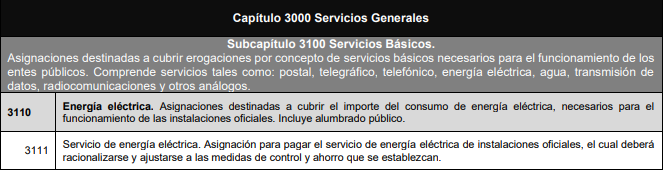 Capítulo 3000 Servicios Generales
Subcapítulo 3100 Servicios Básicos.
Asignaciones destinadas a cubrir erogaciones por concepto de servicios básicos necesarios para el funcionamiento de los
entes públicos. Comprende servicios tales como: postal, telegráfico, telefónico, energía eléctrica, agua, transmisión de
datos, radiocomunicaciones y otros análogos.
3110 Energía eléctrica. Asignaciones destinadas a cubrir el importe del consumo de energía eléctrica, necesarios para el
funcionamiento de las instalaciones oficiales. Incluye alumbrado público.
3111 Servicio de energía eléctrica. Asignación para pagar el servicio de energía eléctrica de instalaciones oficiales, el cual deberá
racionalizarse y ajustarse a las medidas de control y ahorro que se establezcan.